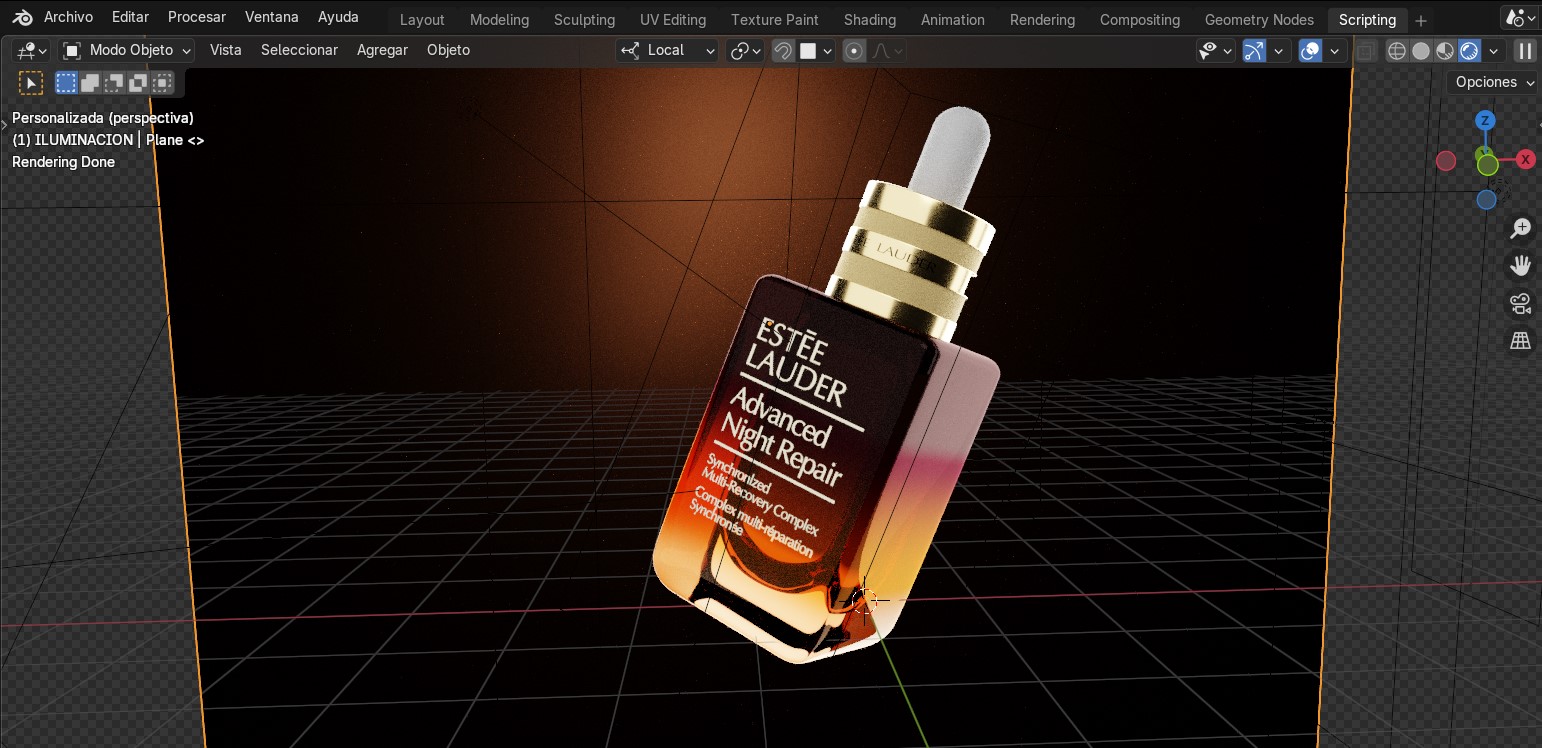 Archivo Editar Procesar Ventana Ayuda Layout Modeling Sculpting UV Editing Texture Paint Shading Animation Rendering Compositing Geometry Nodes Scripting +
Modo Objeto Vista Seleccionar Agregar Objeto Local
Opciones
Personalizada (perspectiva)
(1) ILUMINACION | Plane <>
Rendering Done
Z
X
LAUDER
ESTĒE
LAUDER
Advanced
Night Repair
Synchronized
Multi-Recovery Complex
Complex multi-réparation
Synchronisée